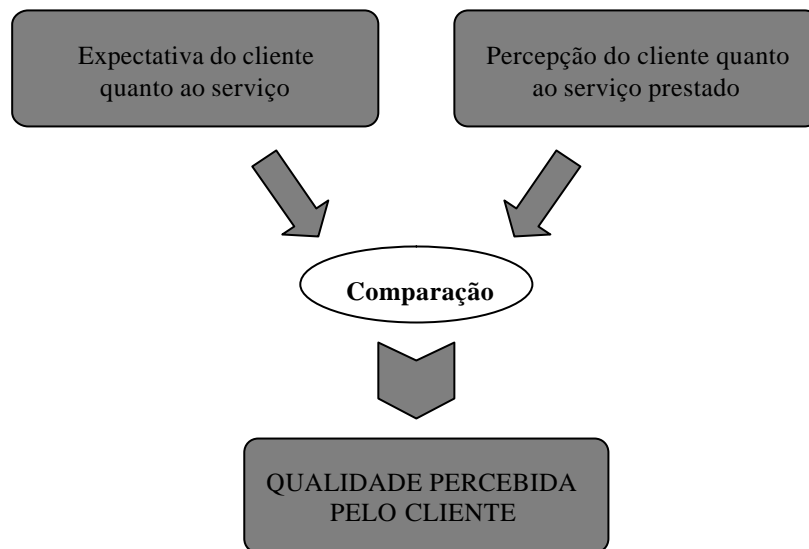 Expectativa do cliente
quanto ao serviço
Percepção do cliente quanto
ao serviço prestado
Comparação
QUALIDADE PERCEBIDA
PELO CLIENTE